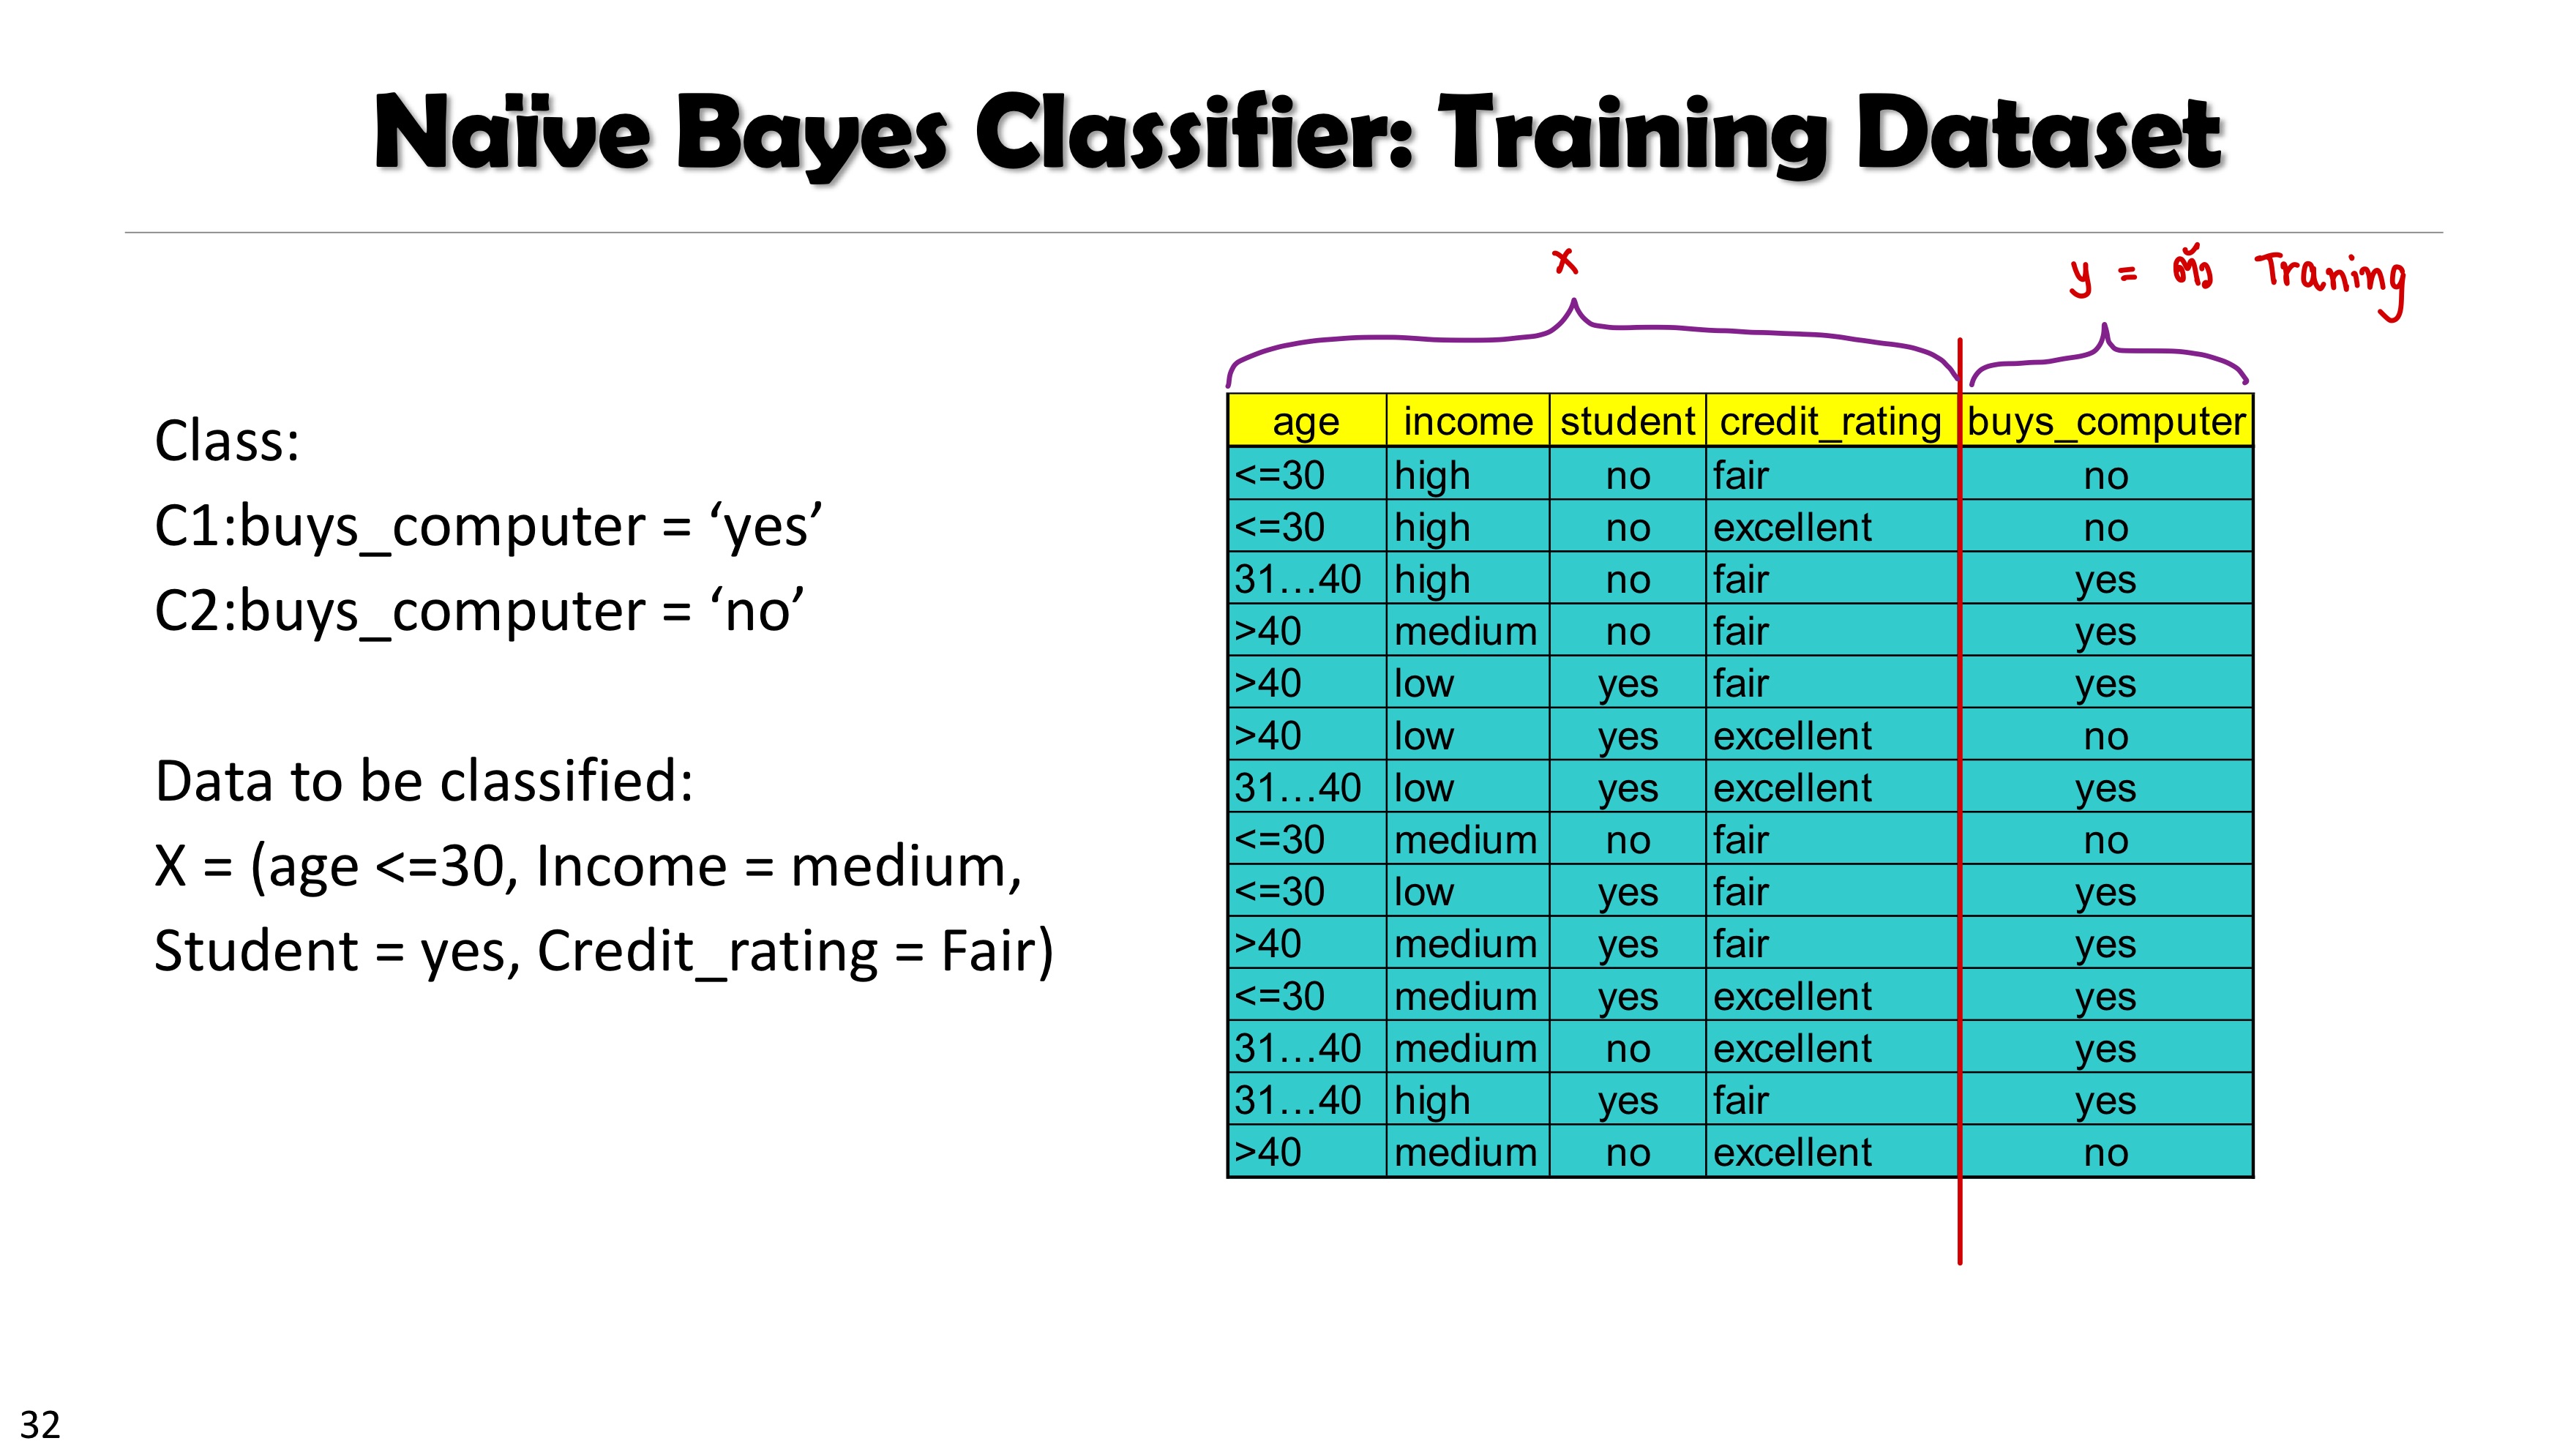 Naïve Bayes Classifier: Training Dataset
x
y = ตัว Traning
Class:
C1:buys_computer = ‘yes’
C2:buys_computer = ‘no’
Data to be classified:
X = (age <=30, Income = medium,
Student = yes, Credit_rating = Fair)
age income student credit_rating buys_computer
<=30 high no fair no
<=30 high no excellent no
31…40 high no fair yes
>40 medium no fair yes
>40 low yes fair yes
>40 low yes excellent no
31…40 low yes excellent yes
<=30 medium no fair no
<=30 low yes fair yes
>40 medium yes fair yes
<=30 medium yes excellent yes
31…40 medium no excellent yes
31…40 high yes fair yes
>40 medium no excellent no
32